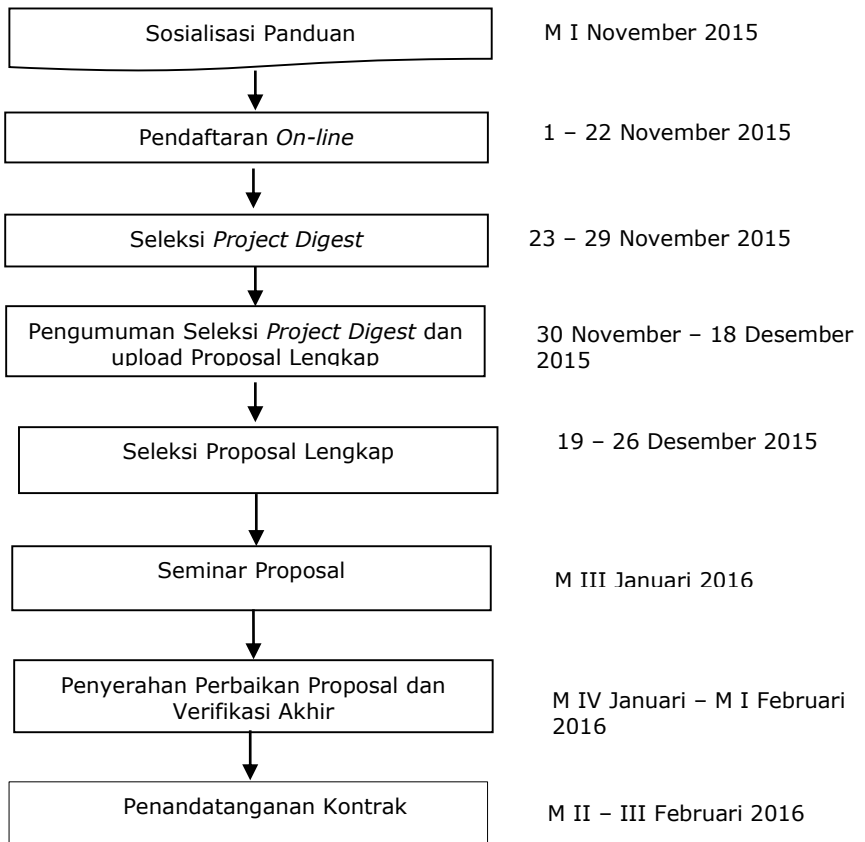 Sosialisasi Panduan
M I November 2015
Pendaftaran On-line
1 – 22 November 2015
Seleksi Project Digest
23 – 29 November 2015
Pengumuman Seleksi Project Digest dan
upload Proposal Lengkap
30 November – 18 Desember
2015
Seleksi Proposal Lengkap
19 – 26 Desember 2015
Seminar Proposal
M III Januari 2016
Penyerahan Perbaikan Proposal dan
Verifikasi Akhir
M IV Januari – M I Februari
2016
Penandatanganan Kontrak
M II – III Februari 2016